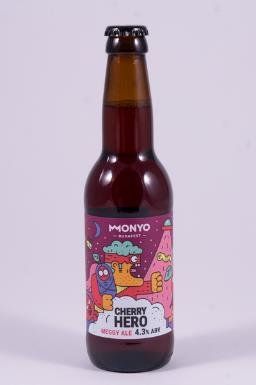 MONYO
BUDAPEST
CHERRY
HERO
MEGGY ALE 4.3% ABV